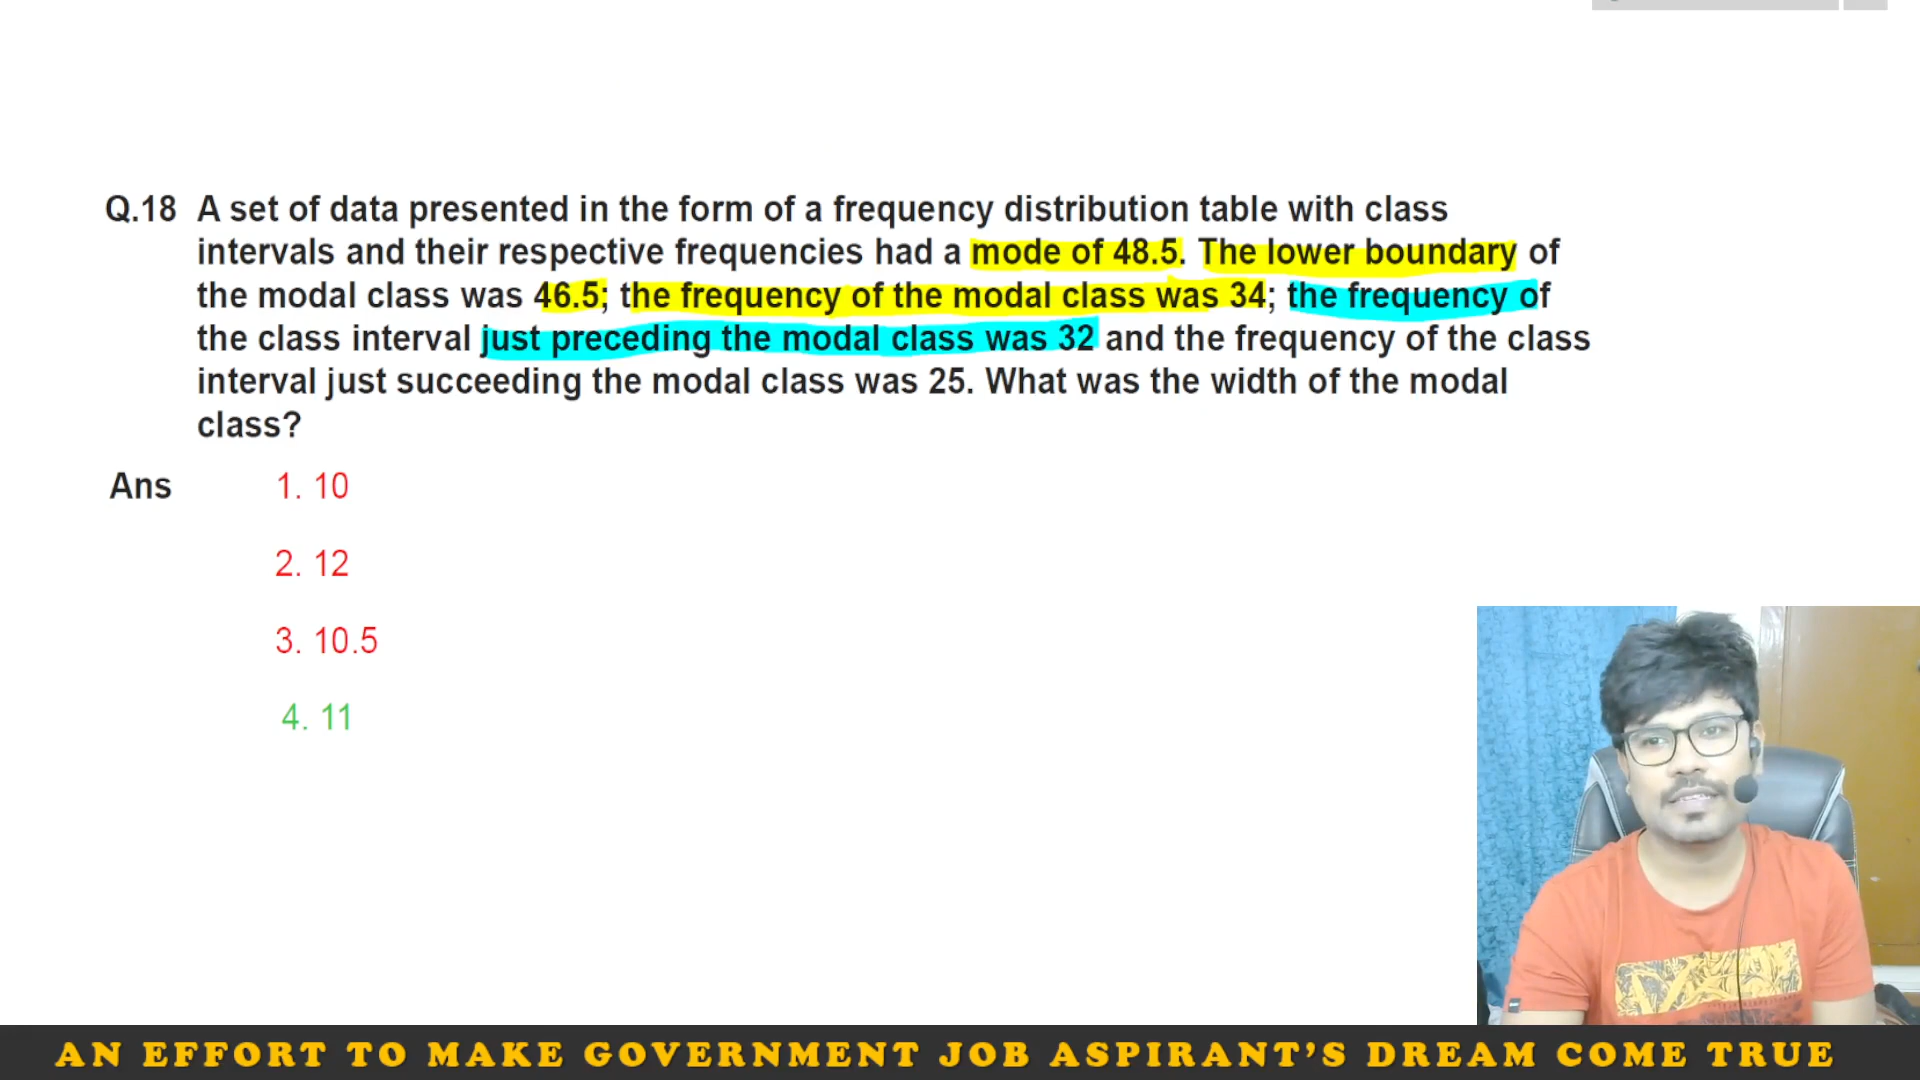 Q.18 A set of data presented in the form of a frequency distribution table with class
intervals and their respective frequencies had a mode of 48.5. The lower boundary of
the modal class was 46.5; the frequency of the modal class was 34; the frequency of
the class interval just preceding the modal class was 32 and the frequency of the class
interval just succeeding the modal class was 25. What was the width of the modal
class?
Ans 1. 10
2. 12
3. 10.5
4. 11
AN EFFORT TO MAKE GOVERNMENT JOB ASPIRANT'S DREAM COME TRUE